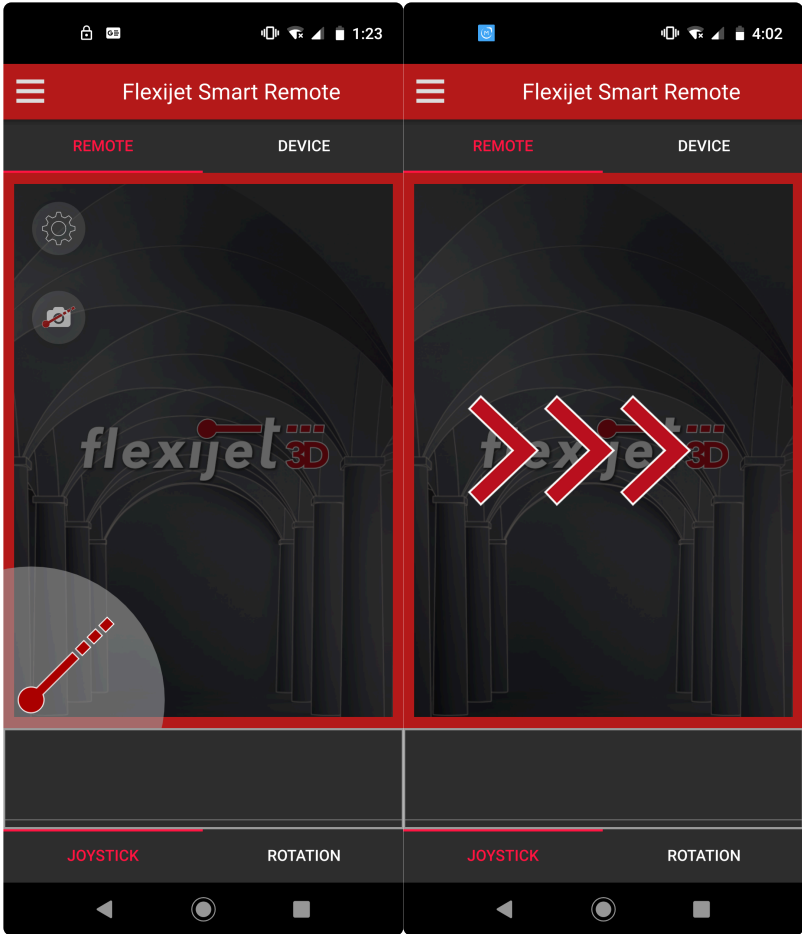 GE 1:23
Flexijet Smart Remote
REMOTE DEVICE
flexijet 3D
JOYSTICK ROTATION
4:02
Flexijet Smart Remote
REMOTE DEVICE
flexijet 3D
JOYSTICK ROTATION